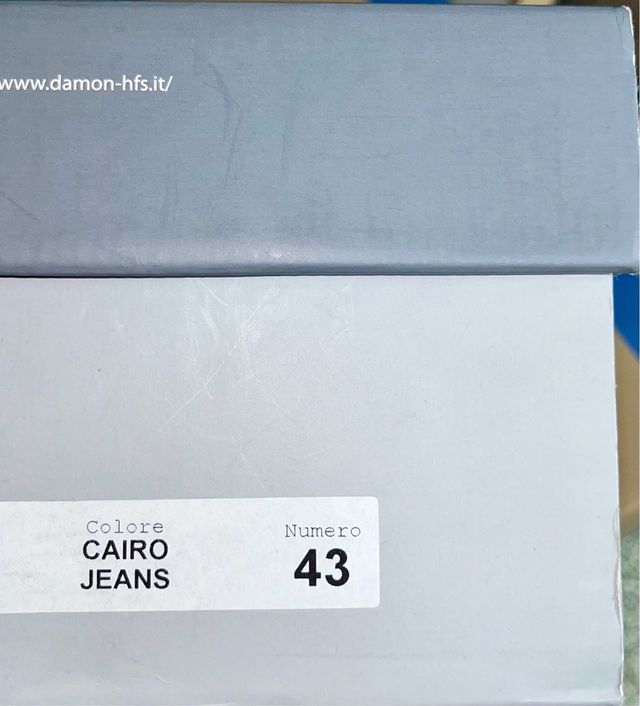 www.damon-hfs.it/
Colore
CAIRO
JEANS
Numero
43